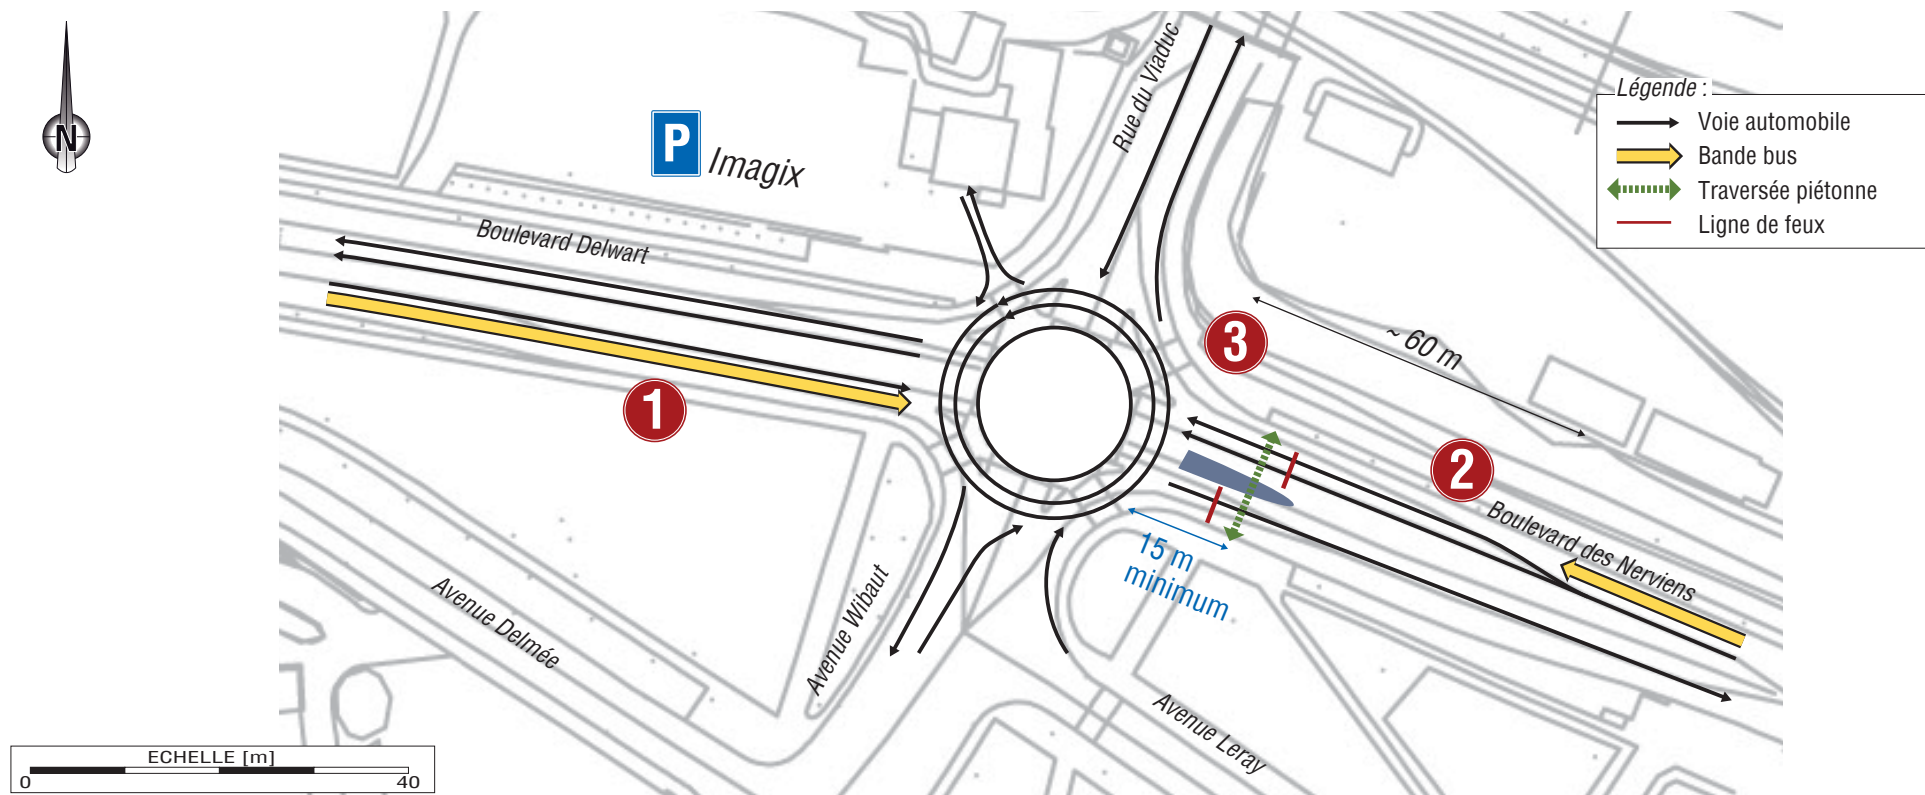 N
P
Imagix
Rue du Viaduc
Légende :
Voie automobile
Bande bus
Traversée piétonne
Ligne de feux
Boulevard Delwart
3
~ 60 m
1
2
Boulevard des Nerviens
15 m
minimum
Avenue Delmée
Avenue Wibaut
Avenue Leray
ECHELLE [m]
0
40